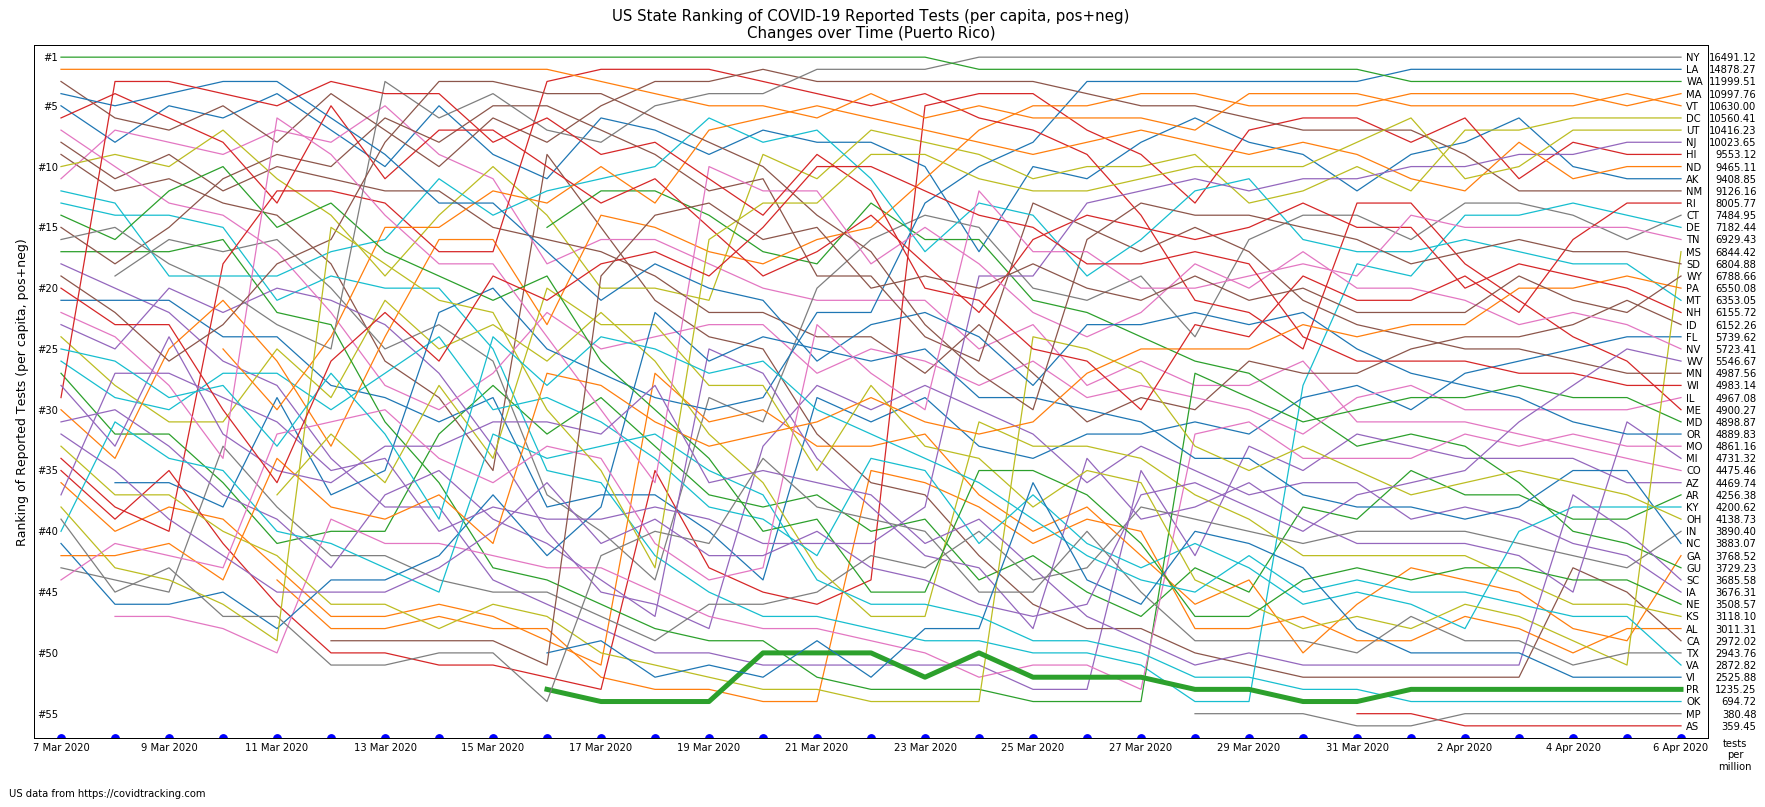 US State Ranking of COVID-19 Reported Tests (per capita, pos+neg)
Changes over Time (Puerto Rico)
Ranking of Reported Tests (per capita, pos+neg)
#1
#5
#10
#15
#20
#25
#30
#35
#40
#45
#50
#55
NY 16491.12
LA 14878.27
WA 11999.51
MA 10997.76
VT 10630.00
DC 10560.41
UT 10416.23
NJ 10023.65
HI 9553.12
ND 9465.11
AK 9408.85
NM 9126.16
RI 8005.77
CT 7484.95
DE 7182.44
TN 6929.43
MS 6844.42
SD 6804.88
WY 6788.66
PA 6550.08
MT 6353.05
NH 6155.72
ID 6152.26
FL 5739.62
NV 5723.41
WV 5546.67
MN 4987.56
WI 4983.14
IL 4967.08
ME 4900.27
MD 4898.87
OR 4889.83
MO 4861.16
MI 4731.32
CO 4475.46
AZ 4469.74
AR 4256.38
KY 4200.62
OH 4138.73
IN 3890.40
NC 3883.07
GA 3768.52
GU 3729.23
SC 3685.58
IA 3676.31
NE 3508.57
KS 3118.10
AL 3011.31
CA 2972.02
TX 2943.76
VA 2872.82
VI 2525.88
PR 1235.25
OK 694.72
MP 380.48
AS 359.45
7 Mar 2020 9 Mar 2020 11 Mar 2020 13 Mar 2020 15 Mar 2020 17 Mar 2020 19 Mar 2020 21 Mar 2020 23 Mar 2020 25 Mar 2020 27 Mar 2020 29 Mar 2020 31 Mar 2020 2 Apr 2020 4 Apr 2020 6 Apr 2020
tests
per
million
US data from https://covidtracking.com